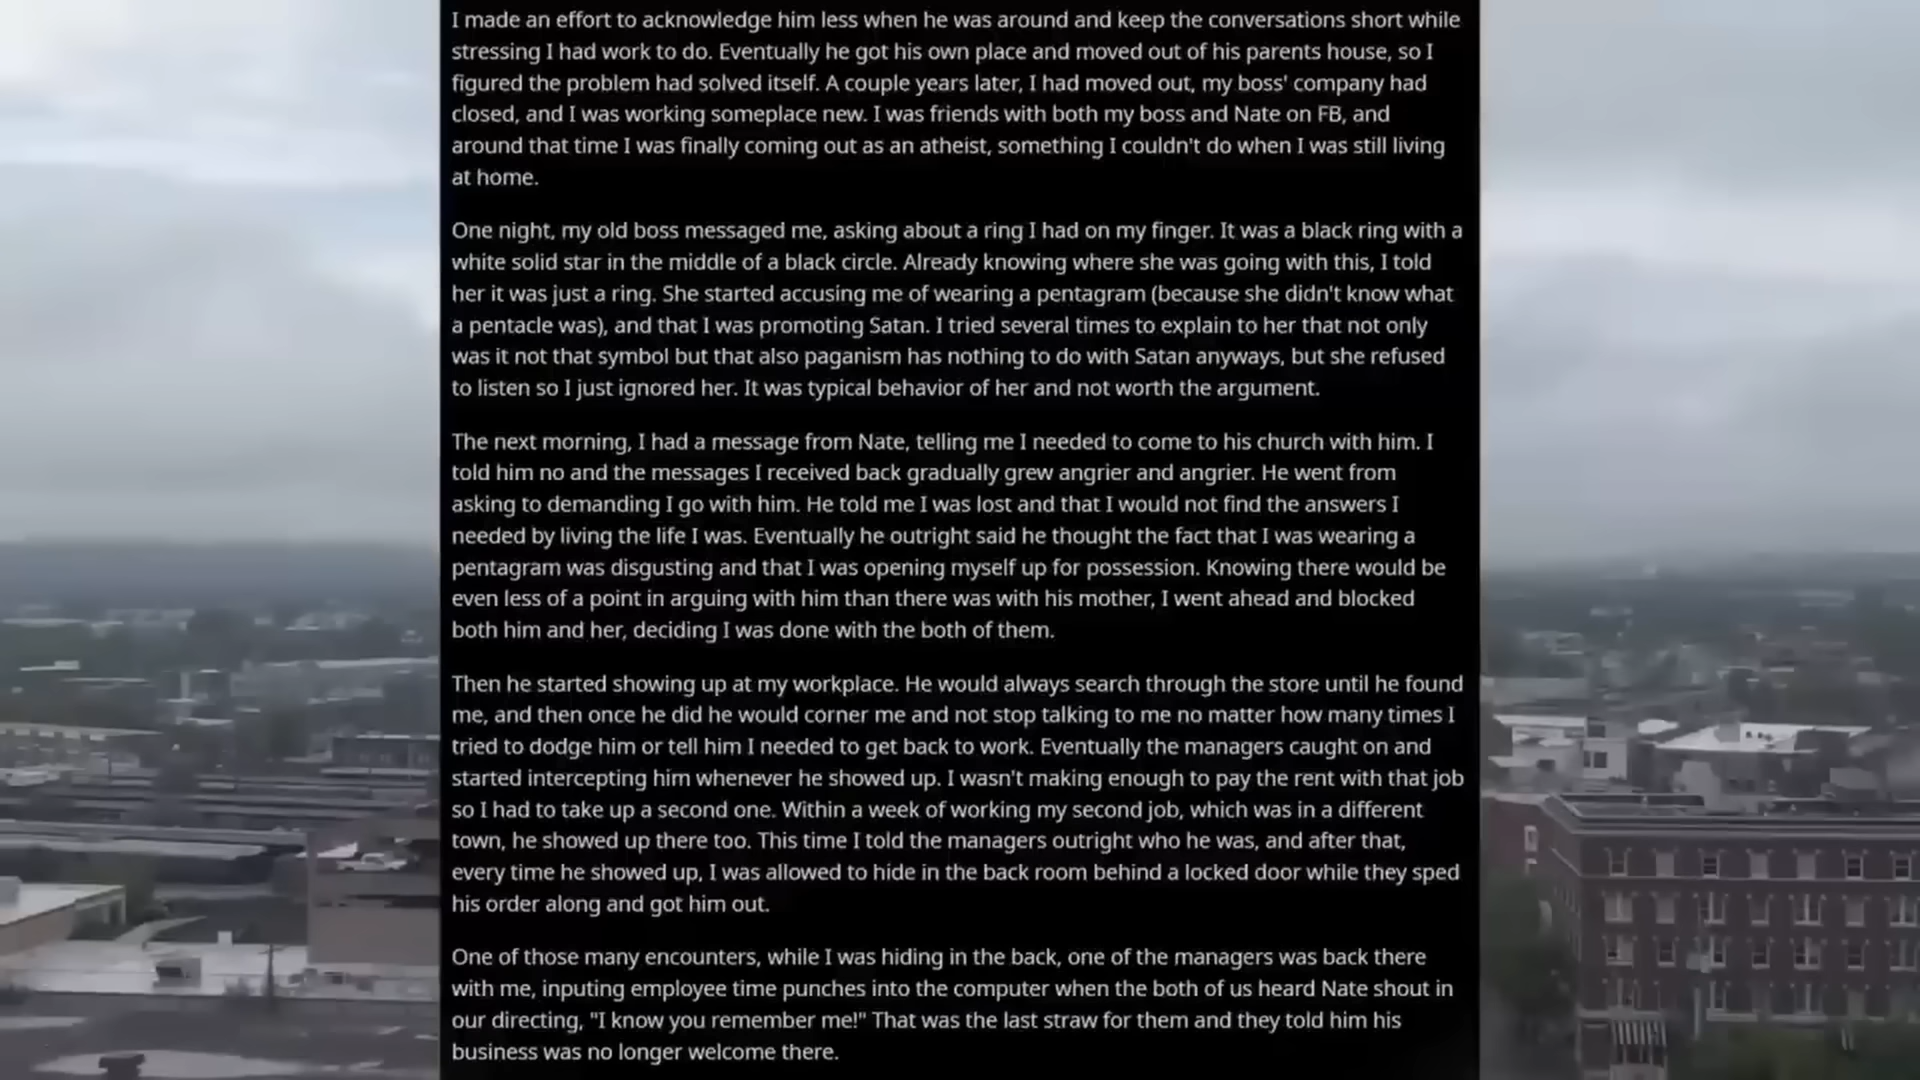 I made an effort to acknowledge him less when he was around and keep the conversations short while
stressing I had work to do. Eventually he got his own place and moved out of his parents house, so I
figured the problem had solved itself. A couple years later, I had moved out, my boss' company had
closed, and I was working someplace new. I was friends with both my boss and Nate on FB, and
around that time I was finally coming out as an atheist, something I couldn't do when I was still living
at home.
One night, my old boss messaged me, asking about a ring I had on my finger. It was a black ring with a
white solid star in the middle of a black circle. Already knowing where she was going with this, I told
her it was just a ring. She started accusing me of wearing a pentagram (because she didn't know what
a pentacle was), and that I was promoting Satan. I tried several times to explain to her that not only
was it not that symbol but that also paganism has nothing to do with Satan anyways, but she refused
to listen so I just ignored her. It was typical behavior of her and not worth the argument.
The next morning, I had a message from Nate, telling me I needed to come to his church with him. I
told him no and the messages I received back gradually grew angrier and angrier. He went from
asking to demanding I go with him. He told me I was lost and that I would not find the answers I
needed by living the life I was. Eventually he outright said he thought the fact that I was wearing a
pentagram was disgusting and that I was opening myself up for possession. Knowing there would be
even less of a point in arguing with him than there was with his mother, I went ahead and blocked
both him and her, deciding I was done with the both of them.
Then he started showing up at my workplace. He would always search through the store until he found
me, and then once he did he would corner me and not stop talking to me no matter how many times I
tried to dodge him or tell him I needed to get back to work. Eventually the managers caught on and
started intercepting him whenever he showed up. I wasn't making enough to pay the rent with that job
so I had to take up a second one. Within a week of working my second job, which was in a different
town, he showed up there too. This time I told the managers outright who he was, and after that,
every time he showed up, I was allowed to hide in the back room behind a locked door while they sped
his order along and got him out.
One of those many encounters, while I was hiding in the back, one of the managers was back there
with me, inputing employee time punches into the computer when the both of us heard Nate shout in
our directing, "I know you remember me!" That was the last straw for them and they told him his
business was no longer welcome there.